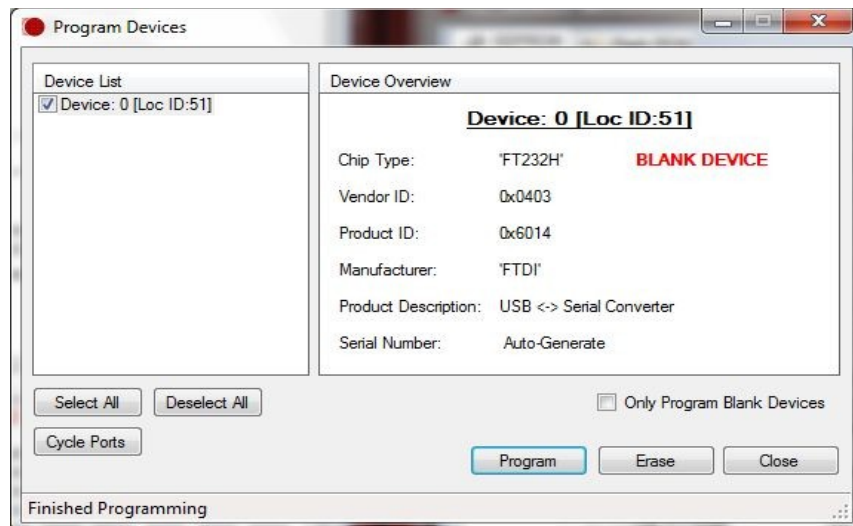 Program Devices
Device List
Device: 0 [Loc ID:51]
Device Overview
Device: 0 [Loc ID:51]
Chip Type: 'FT232H' BLANK DEVICE
Vendor ID: 0x0403
Product ID: 0x6014
Manufacturer: 'FTDI'
Product Description: USB <-> Serial Converter
Serial Number: Auto-Generate
Select All Deselect All
Only Program Blank Devices
Cycle Ports
Program Erase Close
Finished Programming